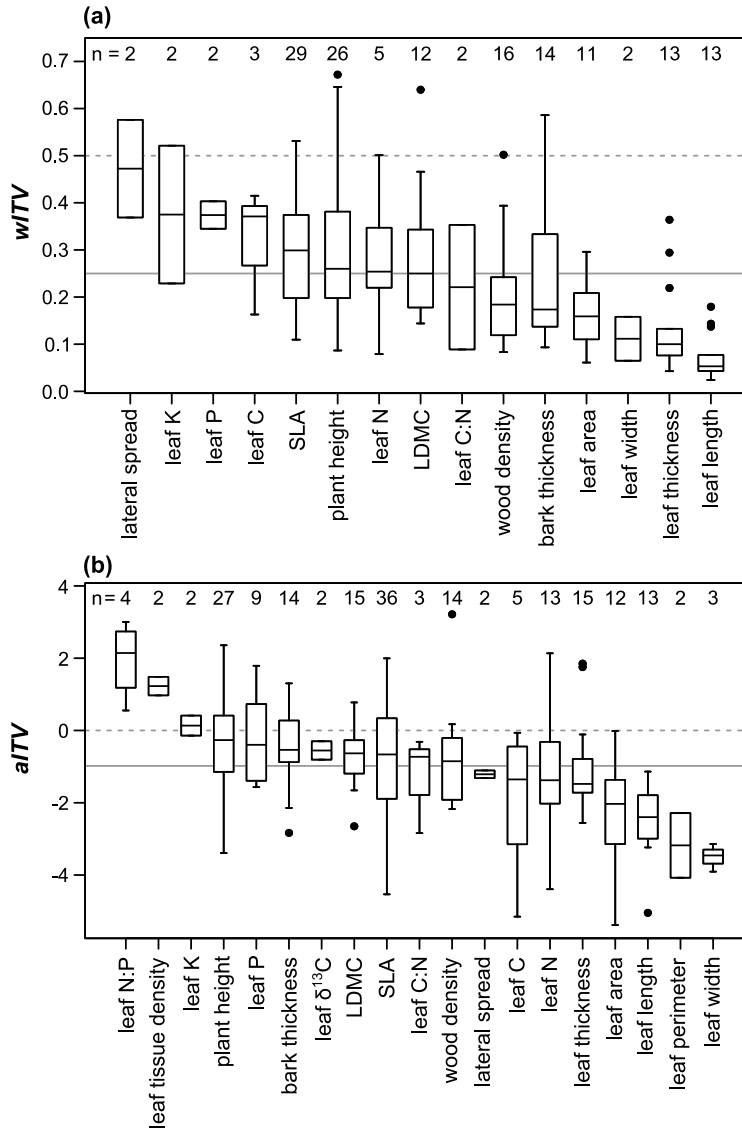 (a)
n = 2 2 2 3 29 26 5 12 2 16 14 11 2 13 13
0.7
0.6
0.5
0.4
0.3
0.2
0.1
0.0
wITV
lateral spread
leaf K
leaf P
leaf C
SLA
plant height
leaf N
LDMC
leaf C:N
wood density
bark thickness
leaf area
leaf width
leaf thickness
leaf length
(b)
n = 4 2 2 27 9 14 2 15 36 3 14 2 5 13 15 12 13 2 3
4
2
0
-2
-4
aITV
leaf N:P
leaf tissue density
leaf K
plant height
leaf P
bark thickness
leaf δ¹³C
LDMC
SLA
leaf C:N
wood density
lateral spread
leaf C
leaf N
leaf thickness
leaf area
leaf length
leaf perimeter
leaf width